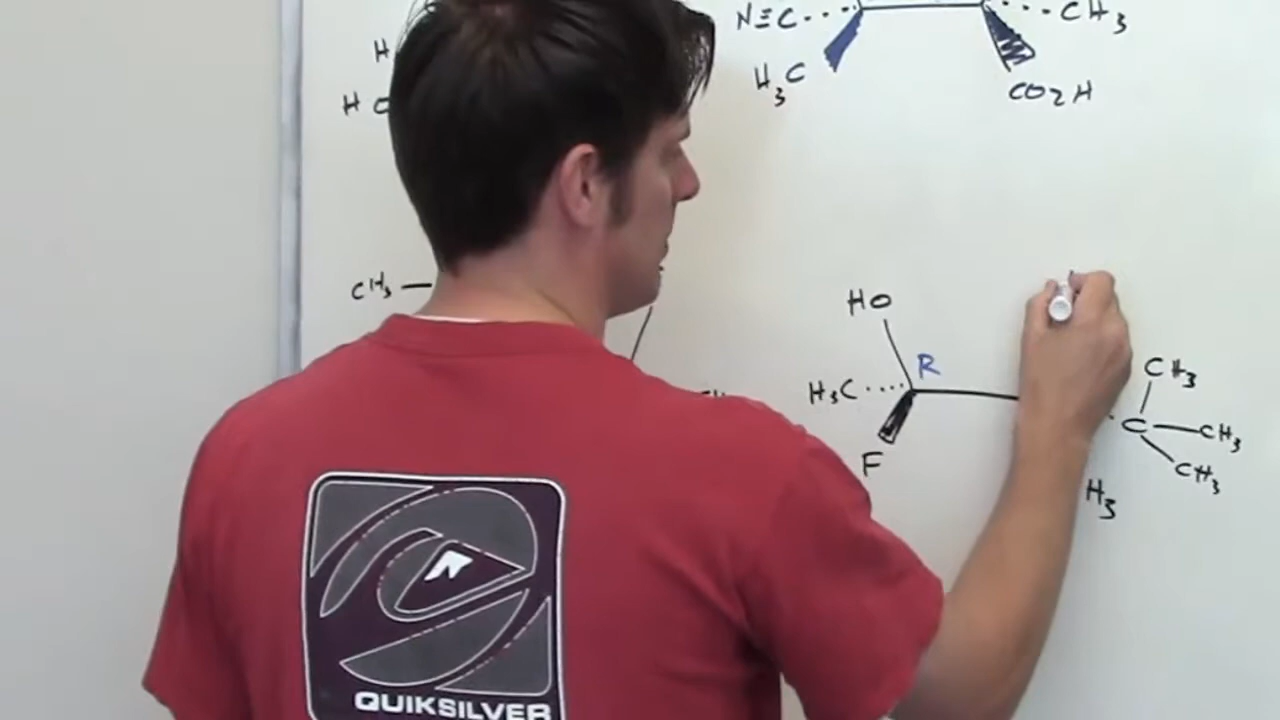 N≡C
CH3
H3C
CO2H
H
HO
CH3
HO
R
H3C
F
CH3
C
CH3
CH3
H3
QUIKSILVER